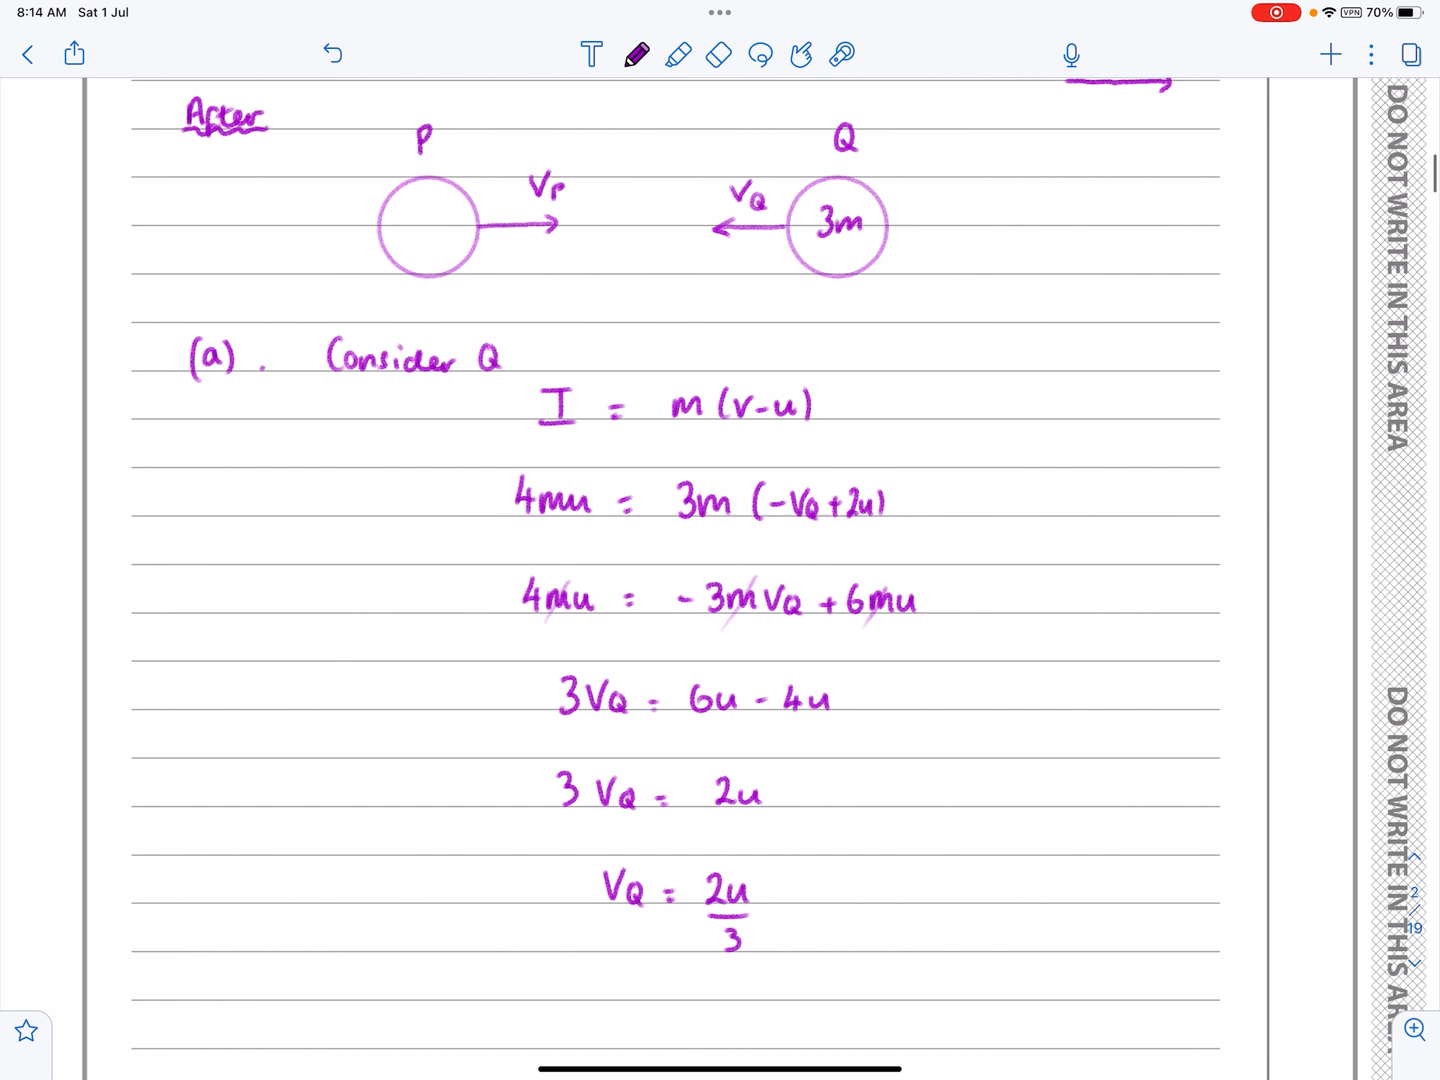 8:14 AM Sat 1 Jul
VPN 70%
After
P
Q
VP
VQ
3m
(a). Consider Q
I = m(v-u)
4mu = 3m(-VQ+2u)
4mu = -3mVQ+6mu
3VQ = 6u - 4u
3VQ = 2u
VQ = 2u/3
DO NOT WRITE IN THIS AREA
DO NOT WRITE IN THIS AREA
2/19